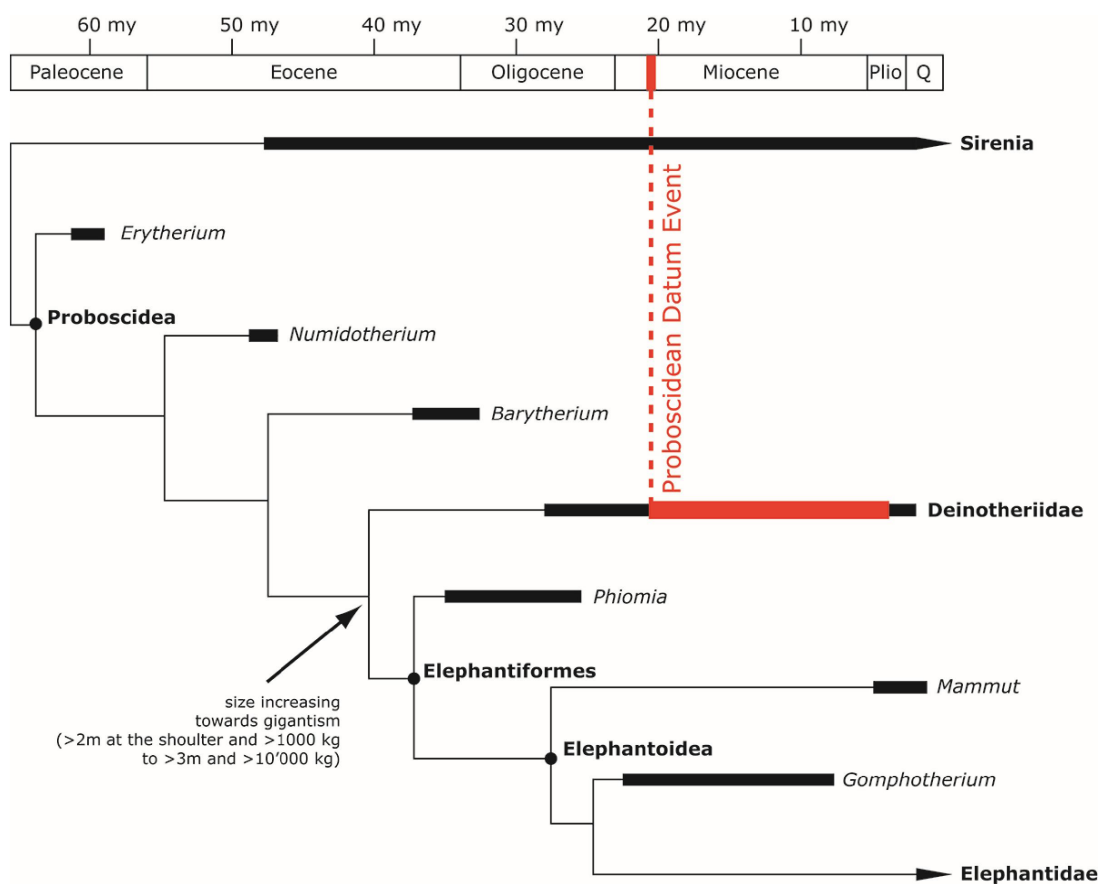 60 my 50 my 40 my 30 my 20 my 10 my
Paleocene Eocene Oligocene Miocene Plio Q
Sirenia
Proboscidean Datum Event
Erytherium
Proboscidea
Numidotherium
Barytherium
Deinotheriidae
Phiomia
Elephantiformes
size increasing
towards gigantism
(>2m at the shoulter and >1000 kg
to >3m and >10'000 kg)
Mammut
Elephantoidea
Gomphotherium
Elephantidae